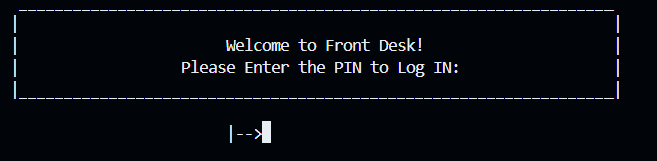 Welcome to Front Desk!
Please Enter the PIN to Log IN:
|-->